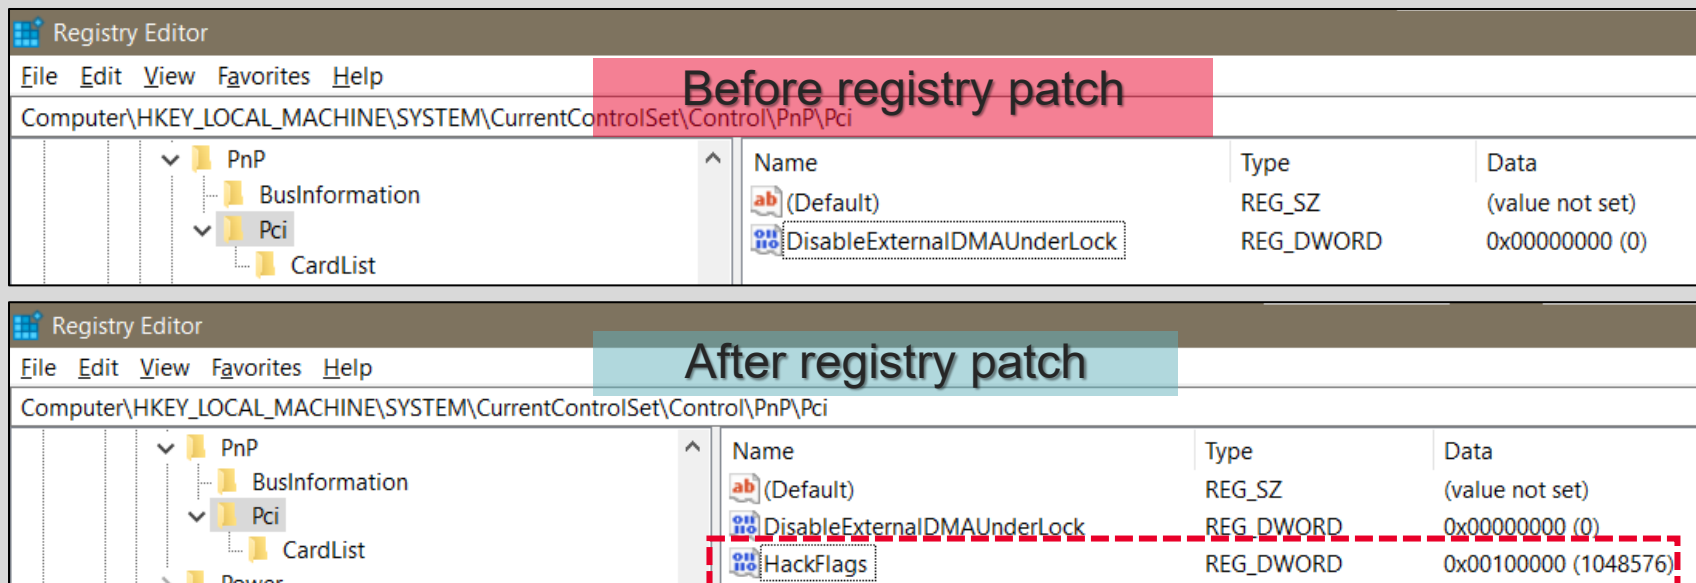 Registry Editor
File Edit View Favorites Help
Before registry patch
Computer\HKEY_LOCAL_MACHINE\SYSTEM\CurrentControlSet\Control\PnP\Pci
PnP
BusInformation
Pci
CardList
Name Type Data
(Default) REG_SZ (value not set)
DisableExternalDMAUnderLock REG_DWORD 0x00000000 (0)
Registry Editor
File Edit View Favorites Help
After registry patch
Computer\HKEY_LOCAL_MACHINE\SYSTEM\CurrentControlSet\Control\PnP\Pci
PnP
BusInformation
Pci
CardList
Power
Name Type Data
(Default) REG_SZ (value not set)
DisableExternalDMAUnderLock REG_DWORD 0x00000000 (0)
HackFlags REG_DWORD 0x00100000 (1048576)